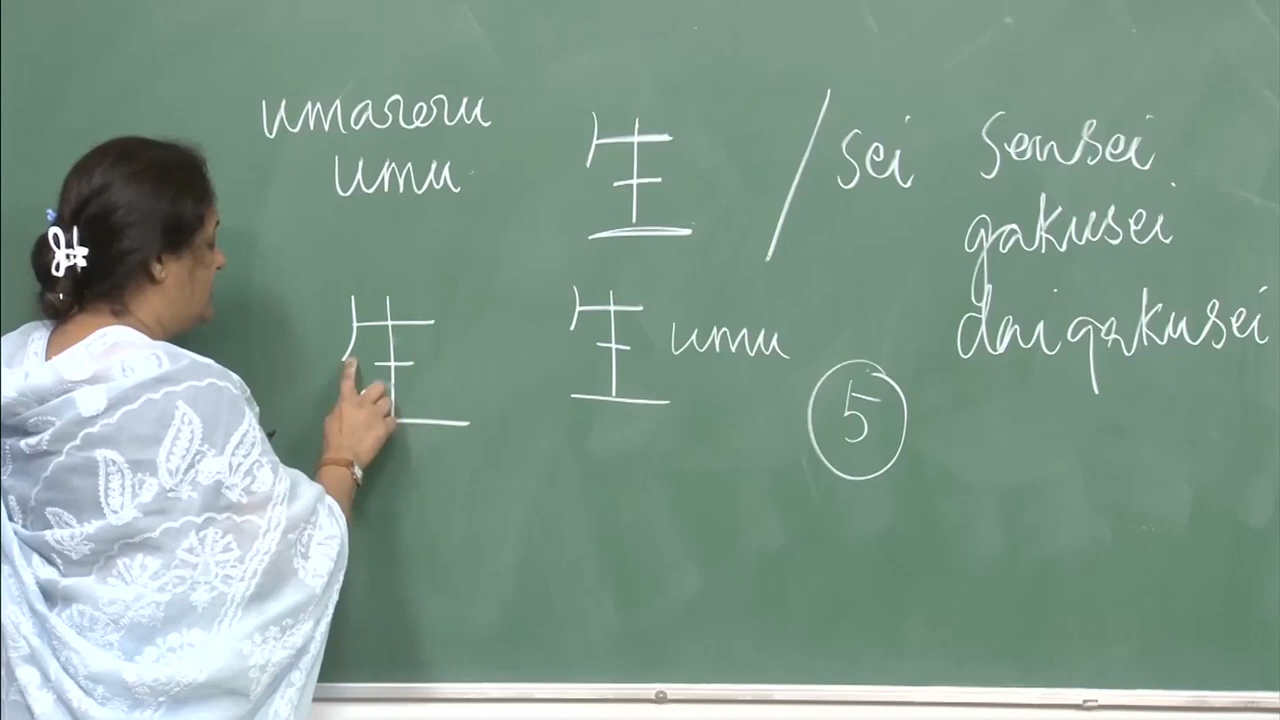 umareru 生 / sei sensei
umu gakusei
生 生 umu daigakusei
5